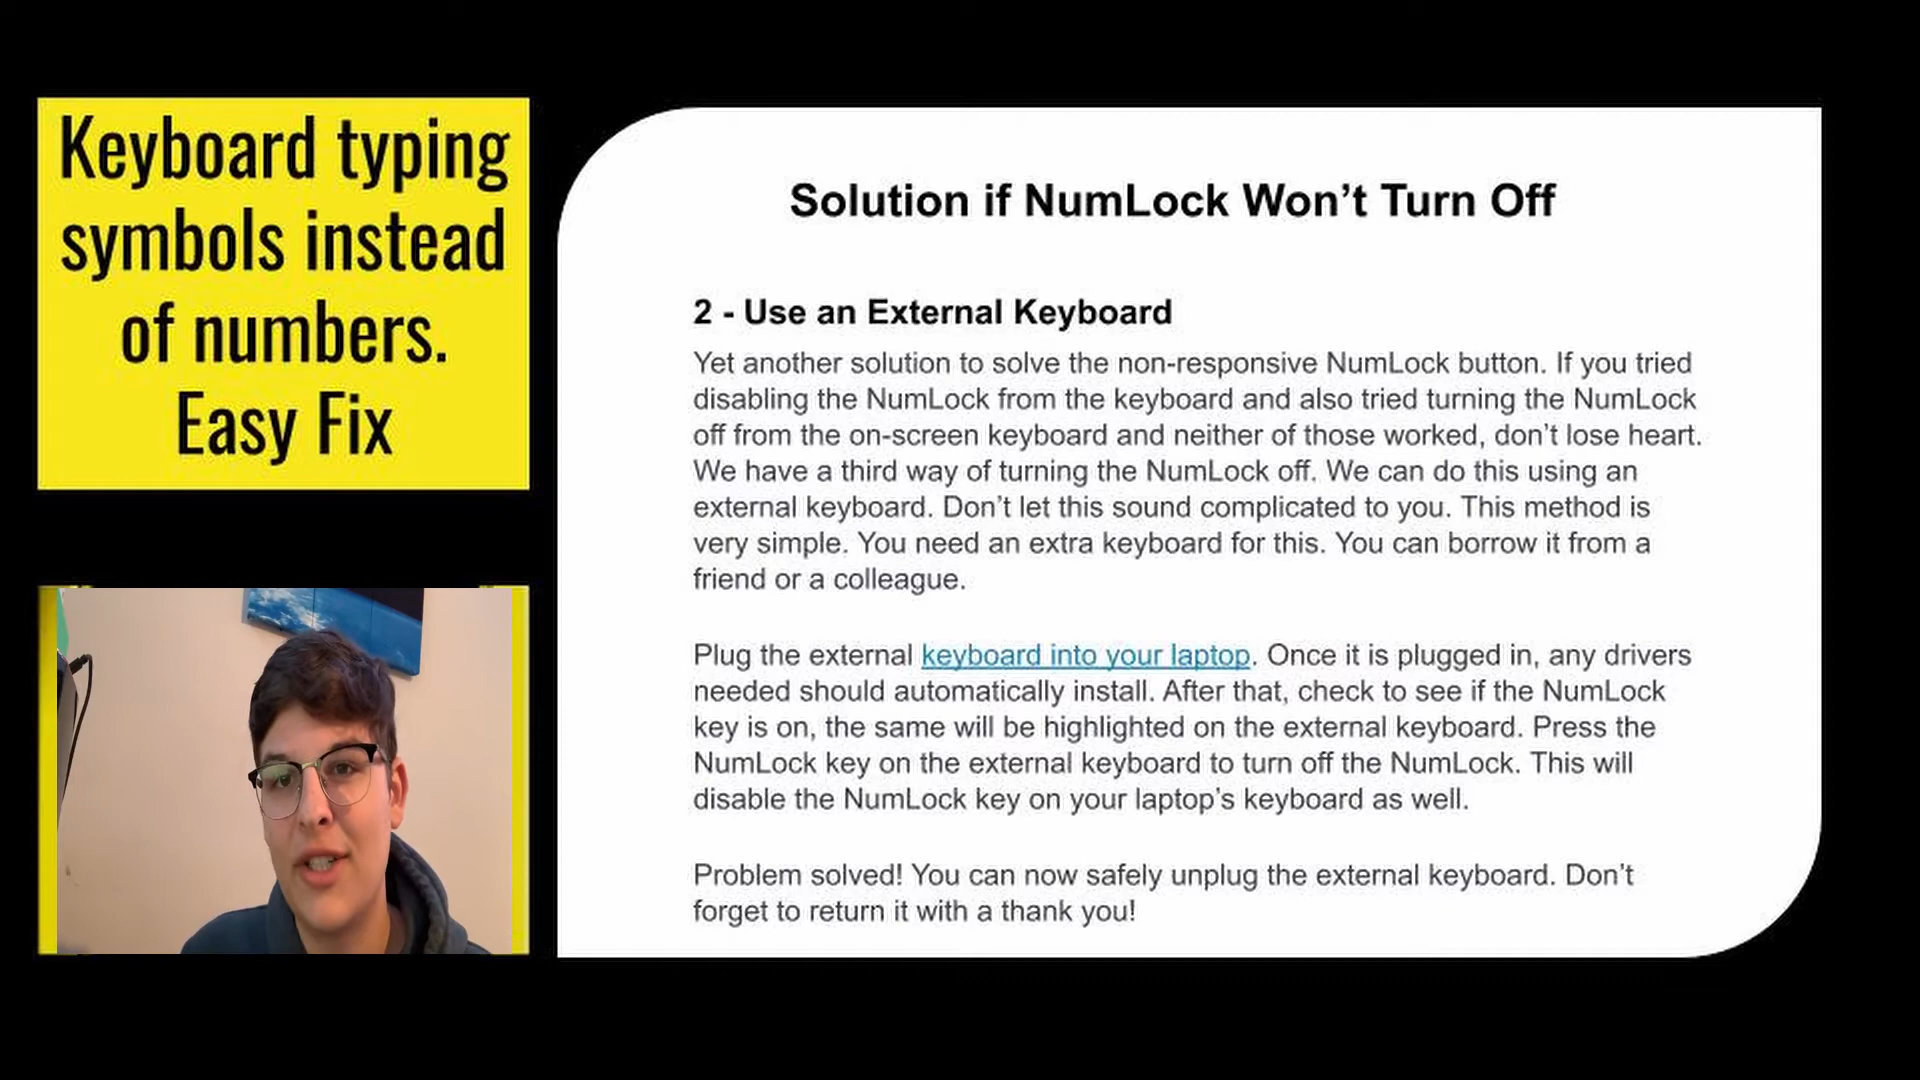 Keyboard typing
symbols instead
of numbers.
Easy Fix
Solution if NumLock Won’t Turn Off
2 - Use an External Keyboard
Yet another solution to solve the non-responsive NumLock button. If you tried
disabling the NumLock from the keyboard and also tried turning the NumLock
off from the on-screen keyboard and neither of those worked, don’t lose heart.
We have a third way of turning the NumLock off. We can do this using an
external keyboard. Don’t let this sound complicated to you. This method is
very simple. You need an extra keyboard for this. You can borrow it from a
friend or a colleague.
Plug the external keyboard into your laptop. Once it is plugged in, any drivers
needed should automatically install. After that, check to see if the NumLock
key is on, the same will be highlighted on the external keyboard. Press the
NumLock key on the external keyboard to turn off the NumLock. This will
disable the NumLock key on your laptop’s keyboard as well.
Problem solved! You can now safely unplug the external keyboard. Don’t
forget to return it with a thank you!